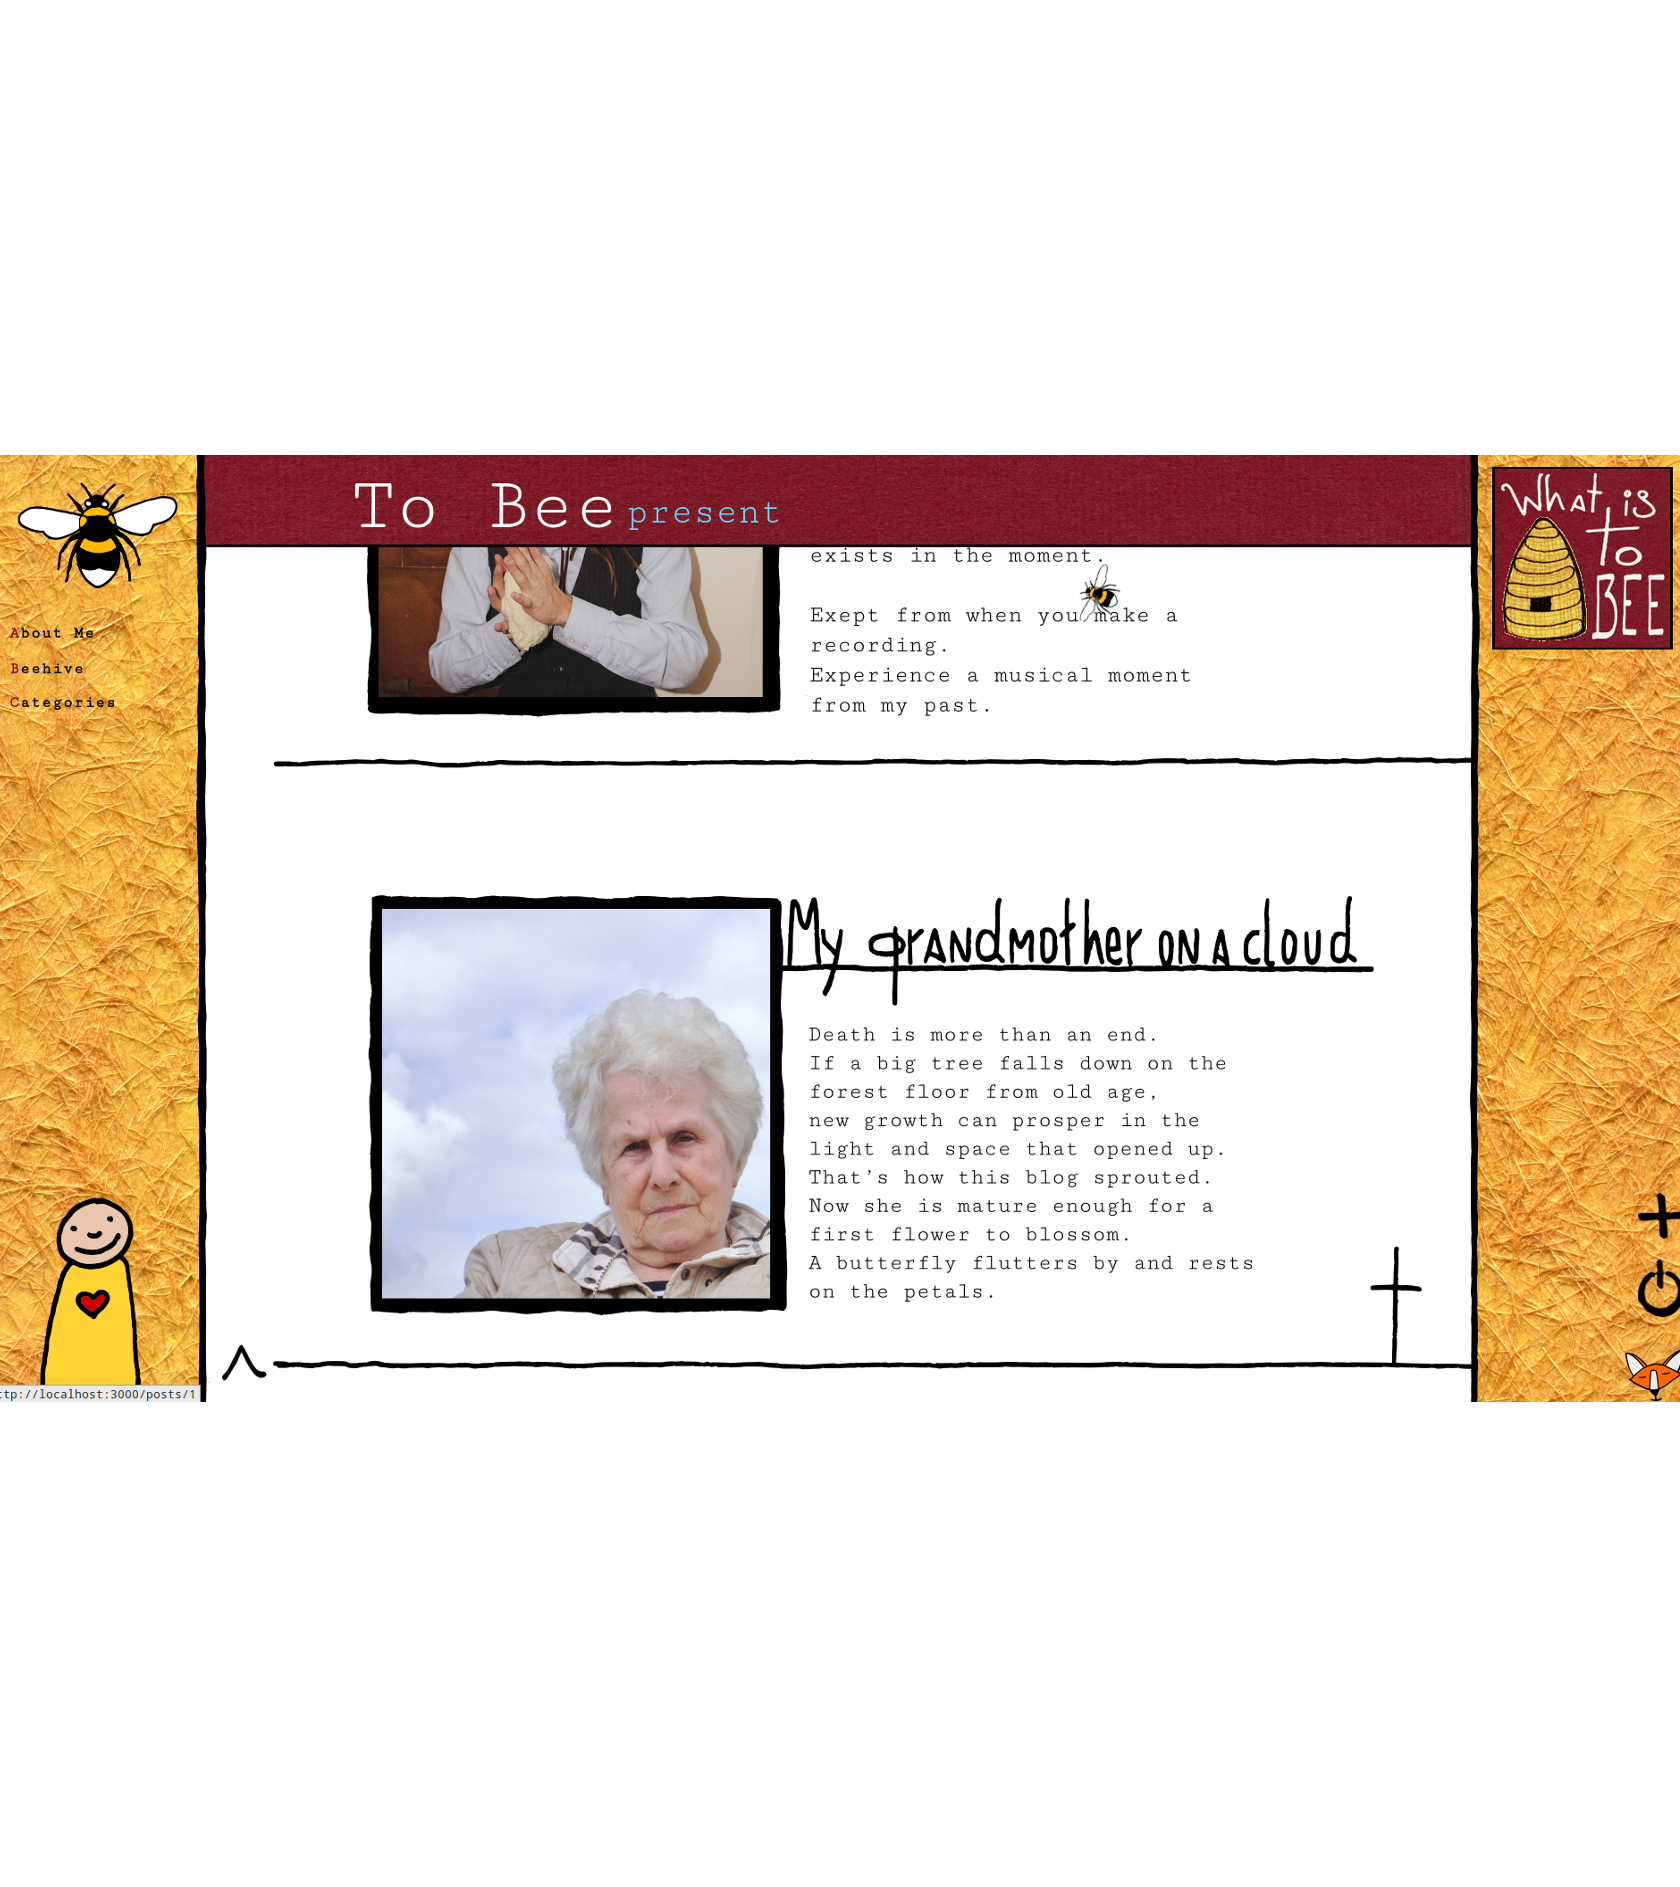 To Bee present
What is
to
BEE
About Me
Beehive
Categories
exists in the moment.
Exept from when you make a
recording.
Experience a musical moment
from my past.
My grandmother on a cloud
Death is more than an end.
If a big tree falls down on the
forest floor from old age,
new growth can prosper in the
light and space that opened up.
That's how this blog sprouted.
Now she is mature enough for a
first flower to blossom.
A butterfly flutters by and rests
on the petals.
ttp://localhost:3000/posts/1